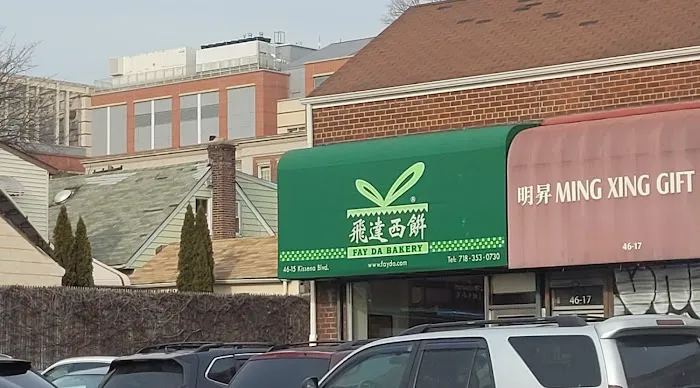 ®
飛達西餅
FAY DA BAKERY
www.fayda.com
46-15 Kissena Blvd.
Tel: 718-353-0730
明昇 MING XING GIFT
46-17
46-17